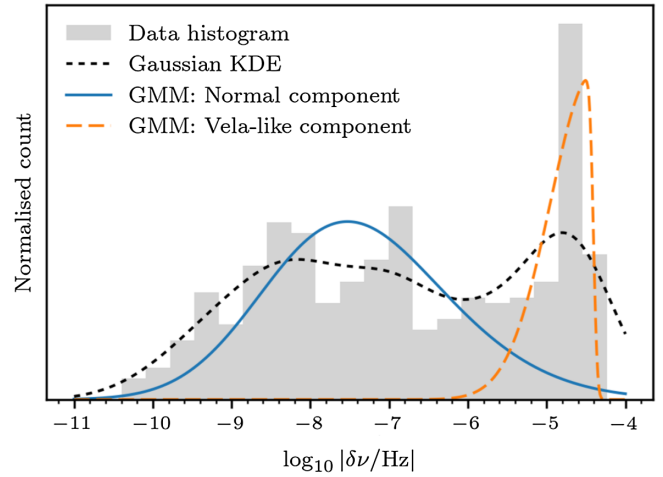 Data histogram
Gaussian KDE
GMM: Normal component
GMM: Vela-like component
Normalised count
−11 −10 −9 −8 −7 −6 −5 −4
log₁₀ |δν/Hz|